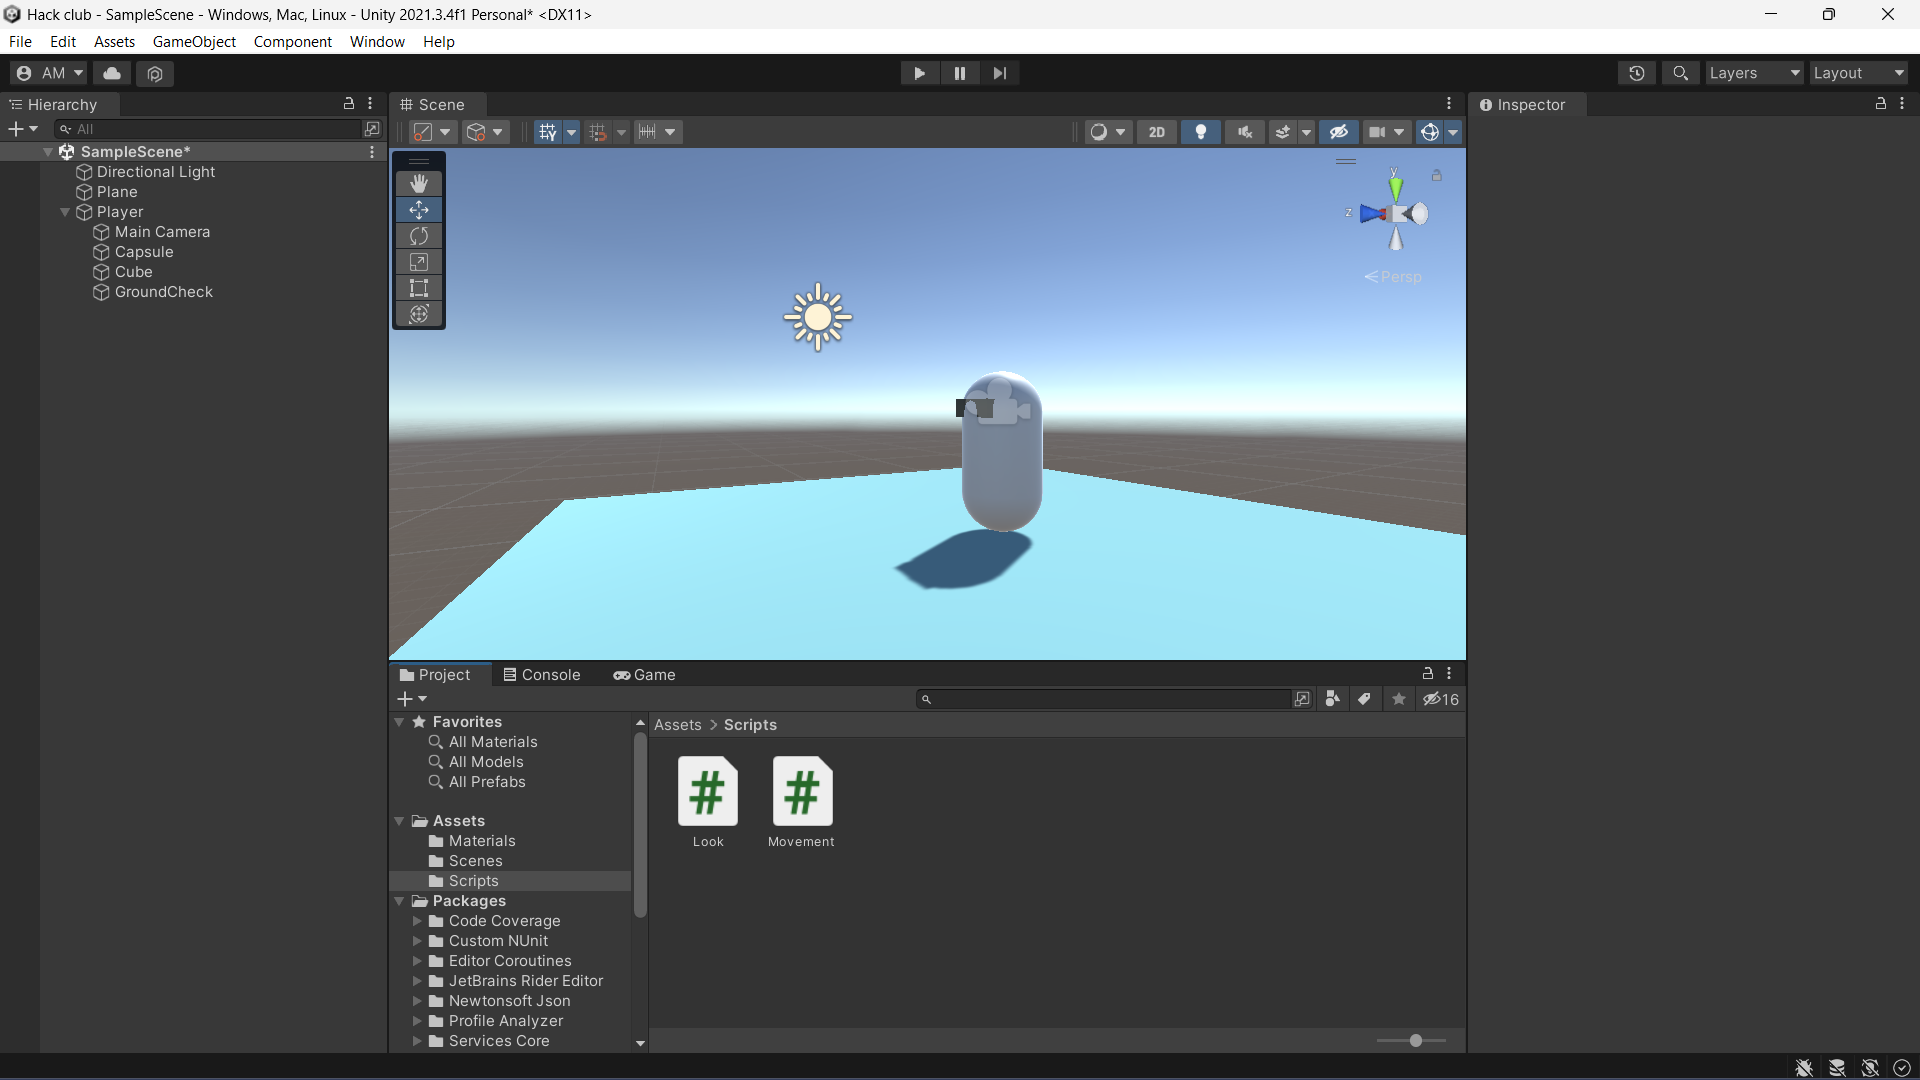 Hack club - SampleScene - Windows, Mac, Linux - Unity 2021.3.4f1 Personal* <DX11>
File Edit Assets GameObject Component Window Help
AM Layers Layout
Hierarchy
All
SampleScene*
Directional Light
Plane
Player
Main Camera
Capsule
Cube
GroundCheck
Scene
2D
y
z
Persp
Inspector
Project Console Game
16
Favorites
All Materials
All Models
All Prefabs
Assets
Materials
Scenes
Scripts
Packages
Code Coverage
Custom NUnit
Editor Coroutines
JetBrains Rider Editor
Newtonsoft Json
Profile Analyzer
Services Core
Assets > Scripts
# #
Look Movement